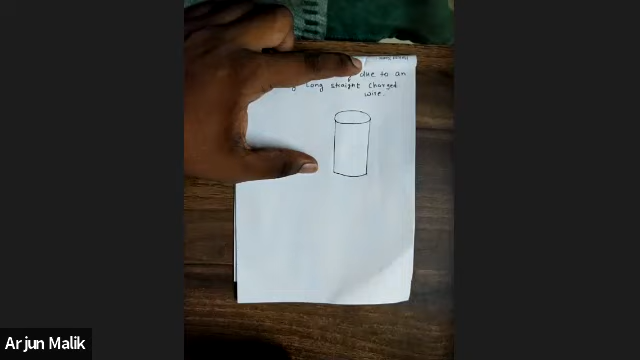 due to an
long straight charged
wire.
Arjun Malik